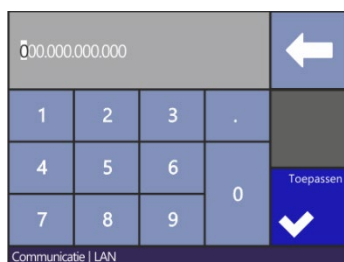 000.000.000.000
1 2 3 .
4 5 6
0
Toepassen
7 8 9
Communicatie | LAN